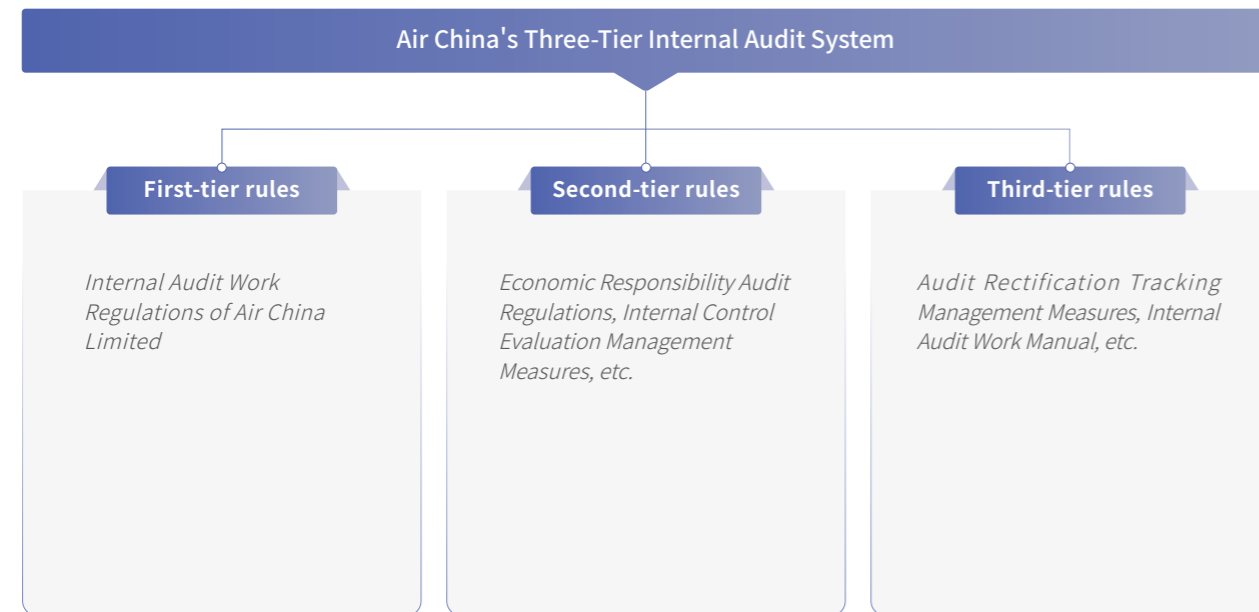 Air China's Three-Tier Internal Audit System
First-tier rules
Internal Audit Work
Regulations of Air China
Limited
Second-tier rules
Economic Responsibility Audit
Regulations, Internal Control
Evaluation Management
Measures, etc.
Third-tier rules
Audit Rectification Tracking
Management Measures, Internal
Audit Work Manual, etc.